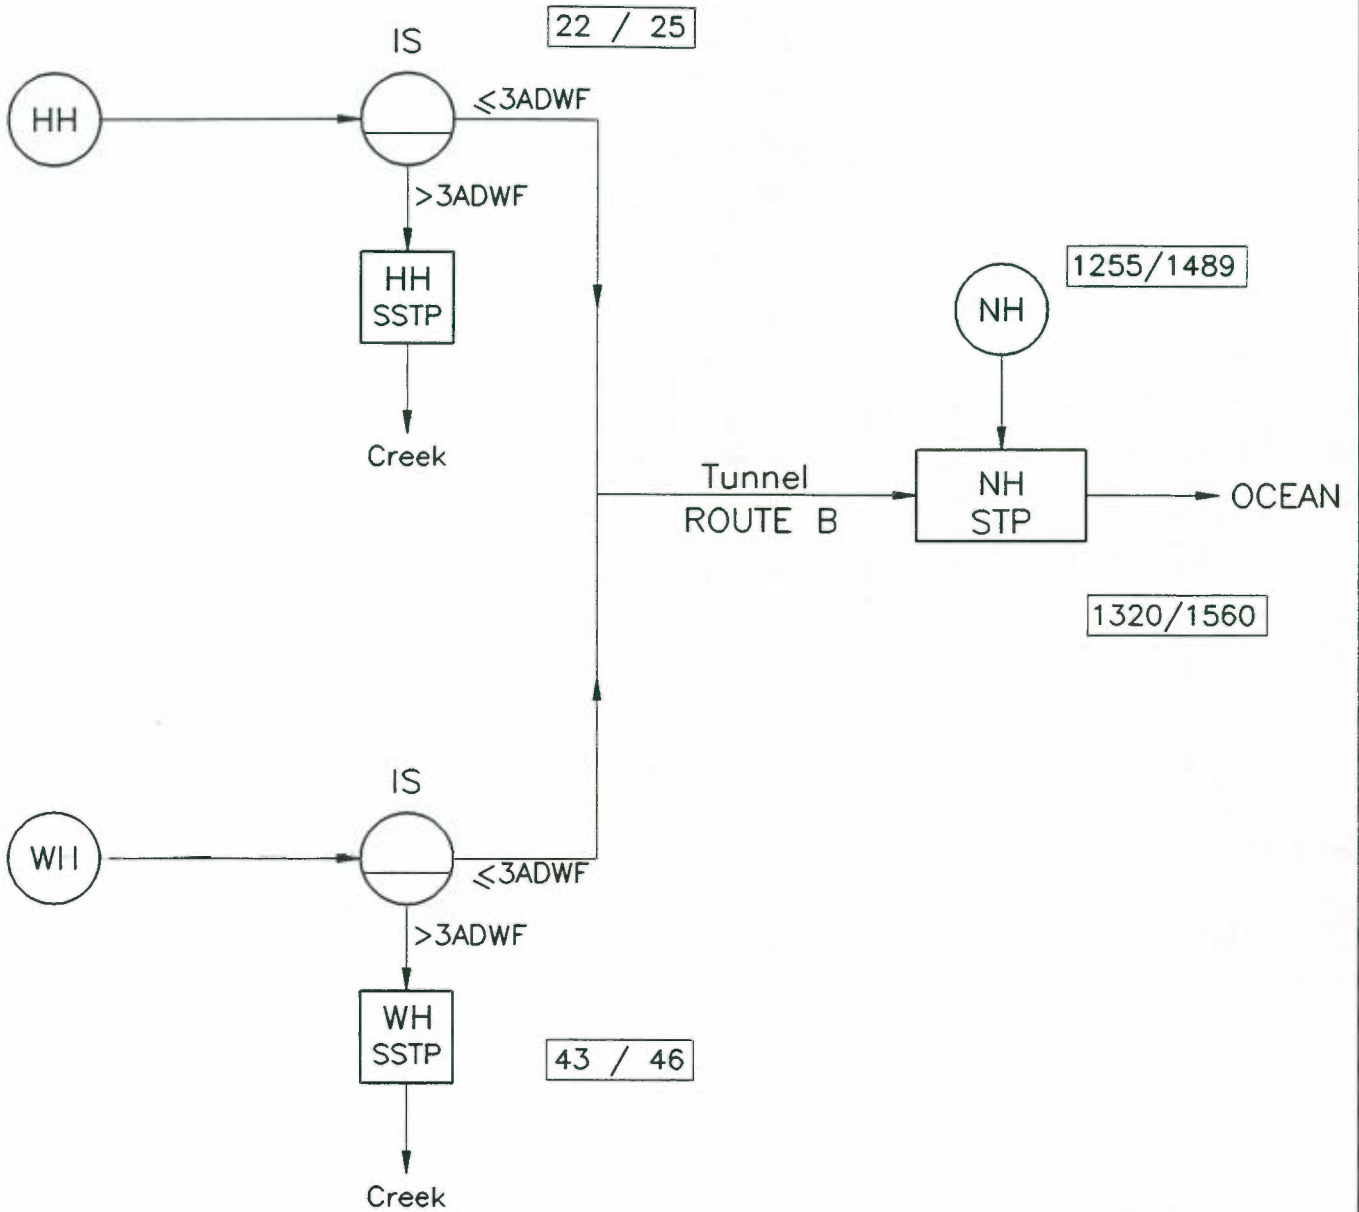 22 / 25
IS
HH
≤3ADWF
>3ADWF
HH
SSTP
Creek
1255/1489
NH
Tunnel
ROUTE B
NH
STP
OCEAN
1320/1560
IS
WH
≤3ADWF
>3ADWF
WH
SSTP
43 / 46
Creek